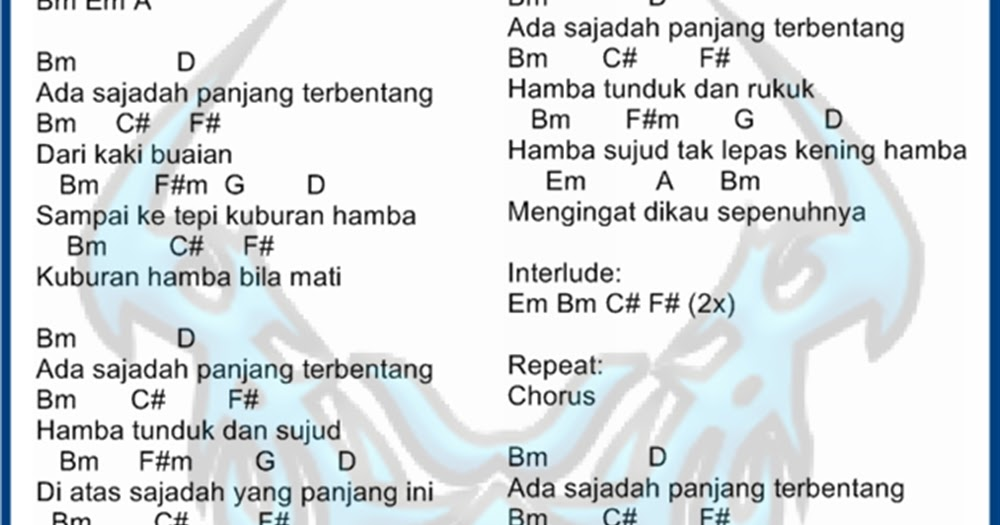 Bm Em A
Bm D
Ada sajadah panjang terbentang
Bm C# F#
Dari kaki buaian
Bm F#m G D
Sampai ke tepi kuburan hamba
Bm C# F#
Kuburan hamba bila mati
Bm D
Ada sajadah panjang terbentang
Bm C# F#
Hamba tunduk dan sujud
Bm F#m G D
Di atas sajadah yang panjang ini
Bm C# F#
Bm D
Ada sajadah panjang terbentang
Bm C# F#
Hamba tunduk dan rukuk
Bm F#m G D
Hamba sujud tak lepas kening hamba
Em A Bm
Mengingat dikau sepenuhnya
Interlude:
Em Bm C# F# (2x)
Repeat:
Chorus
Bm D
Ada sajadah panjang terbentang
Bm C# F#